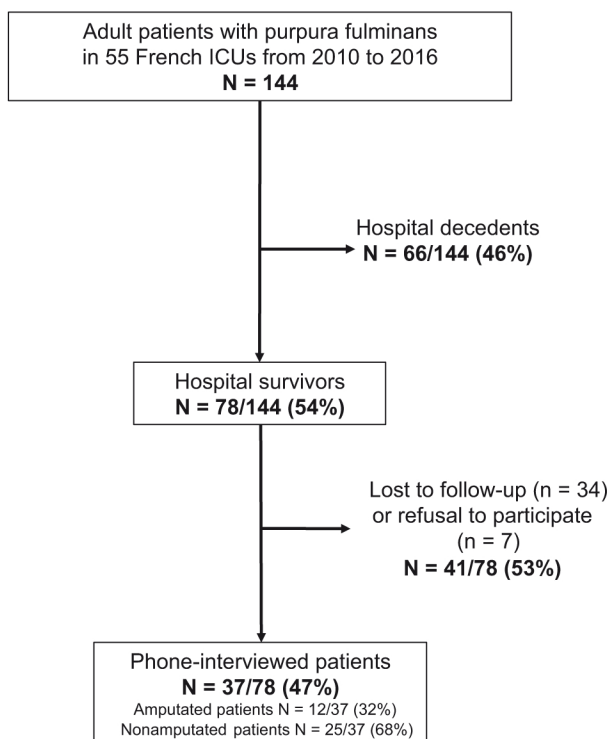 Adult patients with purpura fulminans
in 55 French ICUs from 2010 to 2016
N = 144
Hospital decedents
N = 66/144 (46%)
Hospital survivors
N = 78/144 (54%)
Lost to follow-up (n = 34)
or refusal to participate
(n = 7)
N = 41/78 (53%)
Phone-interviewed patients
N = 37/78 (47%)
Amputated patients N = 12/37 (32%)
Nonamputated patients N = 25/37 (68%)